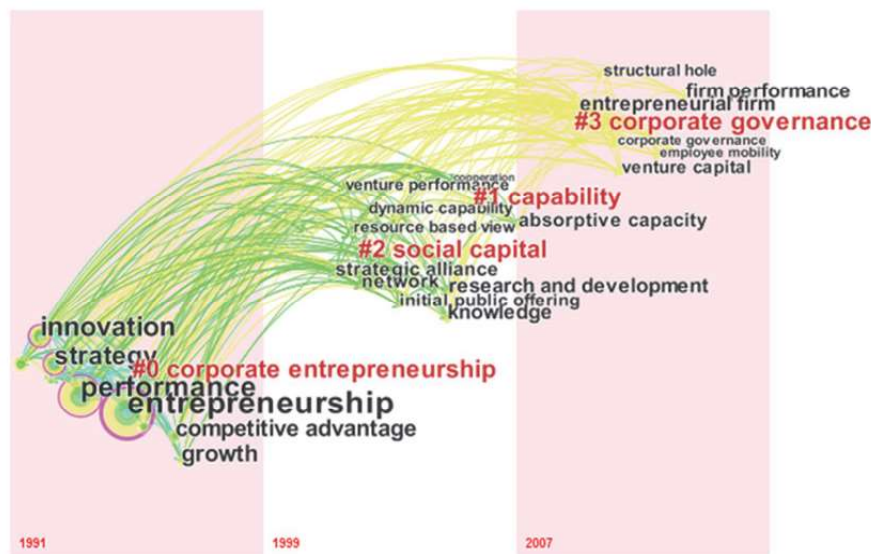 structural hole
firm performance
entrepreneurial firm
#3 corporate governance
corporate governance
employee mobility
venture capital
cooperation
venture performance
#1 capability
dynamic capability
absorptive capacity
resource based view
#2 social capital
strategic alliance
network
research and development
initial public offering
knowledge
innovation
strategy
#0 corporate entrepreneurship
performance
entrepreneurship
competitive advantage
growth
1991
1999
2007